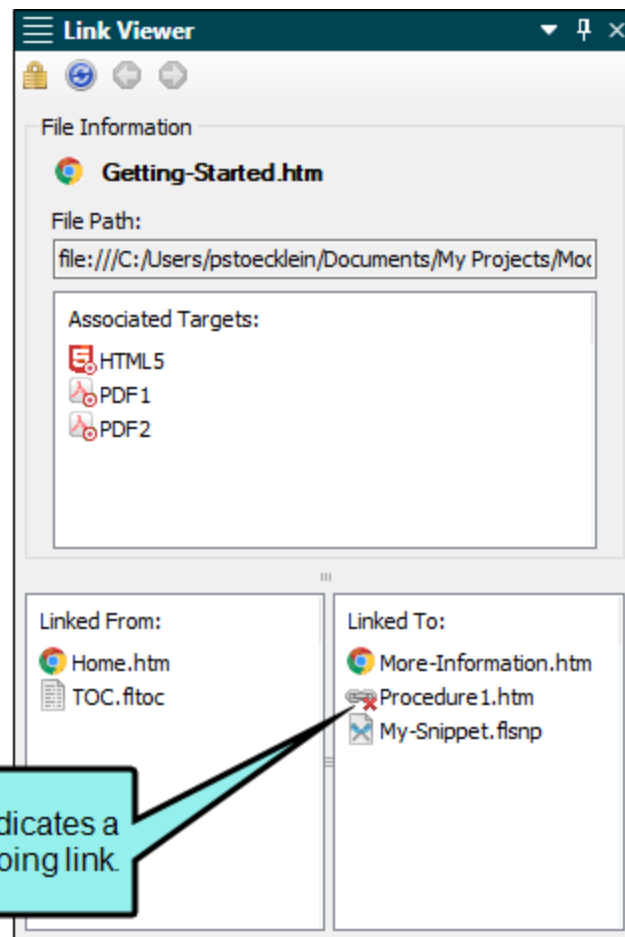 Link Viewer
File Information
Getting-Started.htm
File Path:
file:///C:/Users/pstoecklein/Documents/My Projects/Moc
Associated Targets:
HTML5
PDF1
PDF2
Linked From:
Home.htm
TOC.fltoc
Linked To:
More-Information.htm
Procedure1.htm
My-Snippet.flsnp
dicates a
oing link.